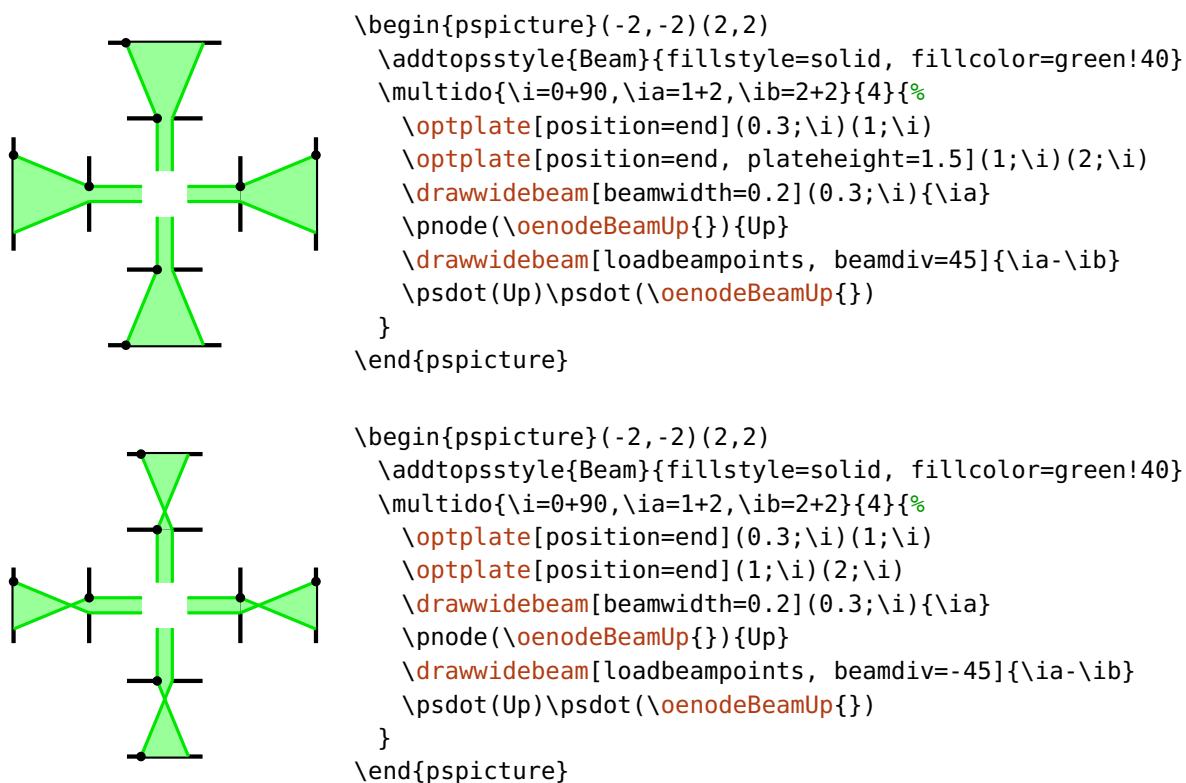 \begin{pspicture}(-2,-2)(2,2)
  \addtopsstyle{Beam}{fillstyle=solid, fillcolor=green!40}
  \multido{\i=0+90,\ia=1+2,\ib=2+2}{4}{%
    \optplate[position=end](0.3;\i)(1;\i)
    \optplate[position=end, plateheight=1.5](1;\i)(2;\i)
    \drawwidebeam[beamwidth=0.2](0.3;\i){\ia}
    \pnode(\oenodeBeamUp{}){Up}
    \drawwidebeam[loadbeampoints, beamdiv=45]{\ia-\ib}
    \psdot(Up)\psdot(\oenodeBeamUp{})
  }
\end{pspicture}
\begin{pspicture}(-2,-2)(2,2)
  \addtopsstyle{Beam}{fillstyle=solid, fillcolor=green!40}
  \multido{\i=0+90,\ia=1+2,\ib=2+2}{4}{%
    \optplate[position=end](0.3;\i)(1;\i)
    \optplate[position=end](1;\i)(2;\i)
    \drawwidebeam[beamwidth=0.2](0.3;\i){\ia}
    \pnode(\oenodeBeamUp{}){Up}
    \drawwidebeam[loadbeampoints, beamdiv=-45]{\ia-\ib}
    \psdot(Up)\psdot(\oenodeBeamUp{})
  }
\end{pspicture}